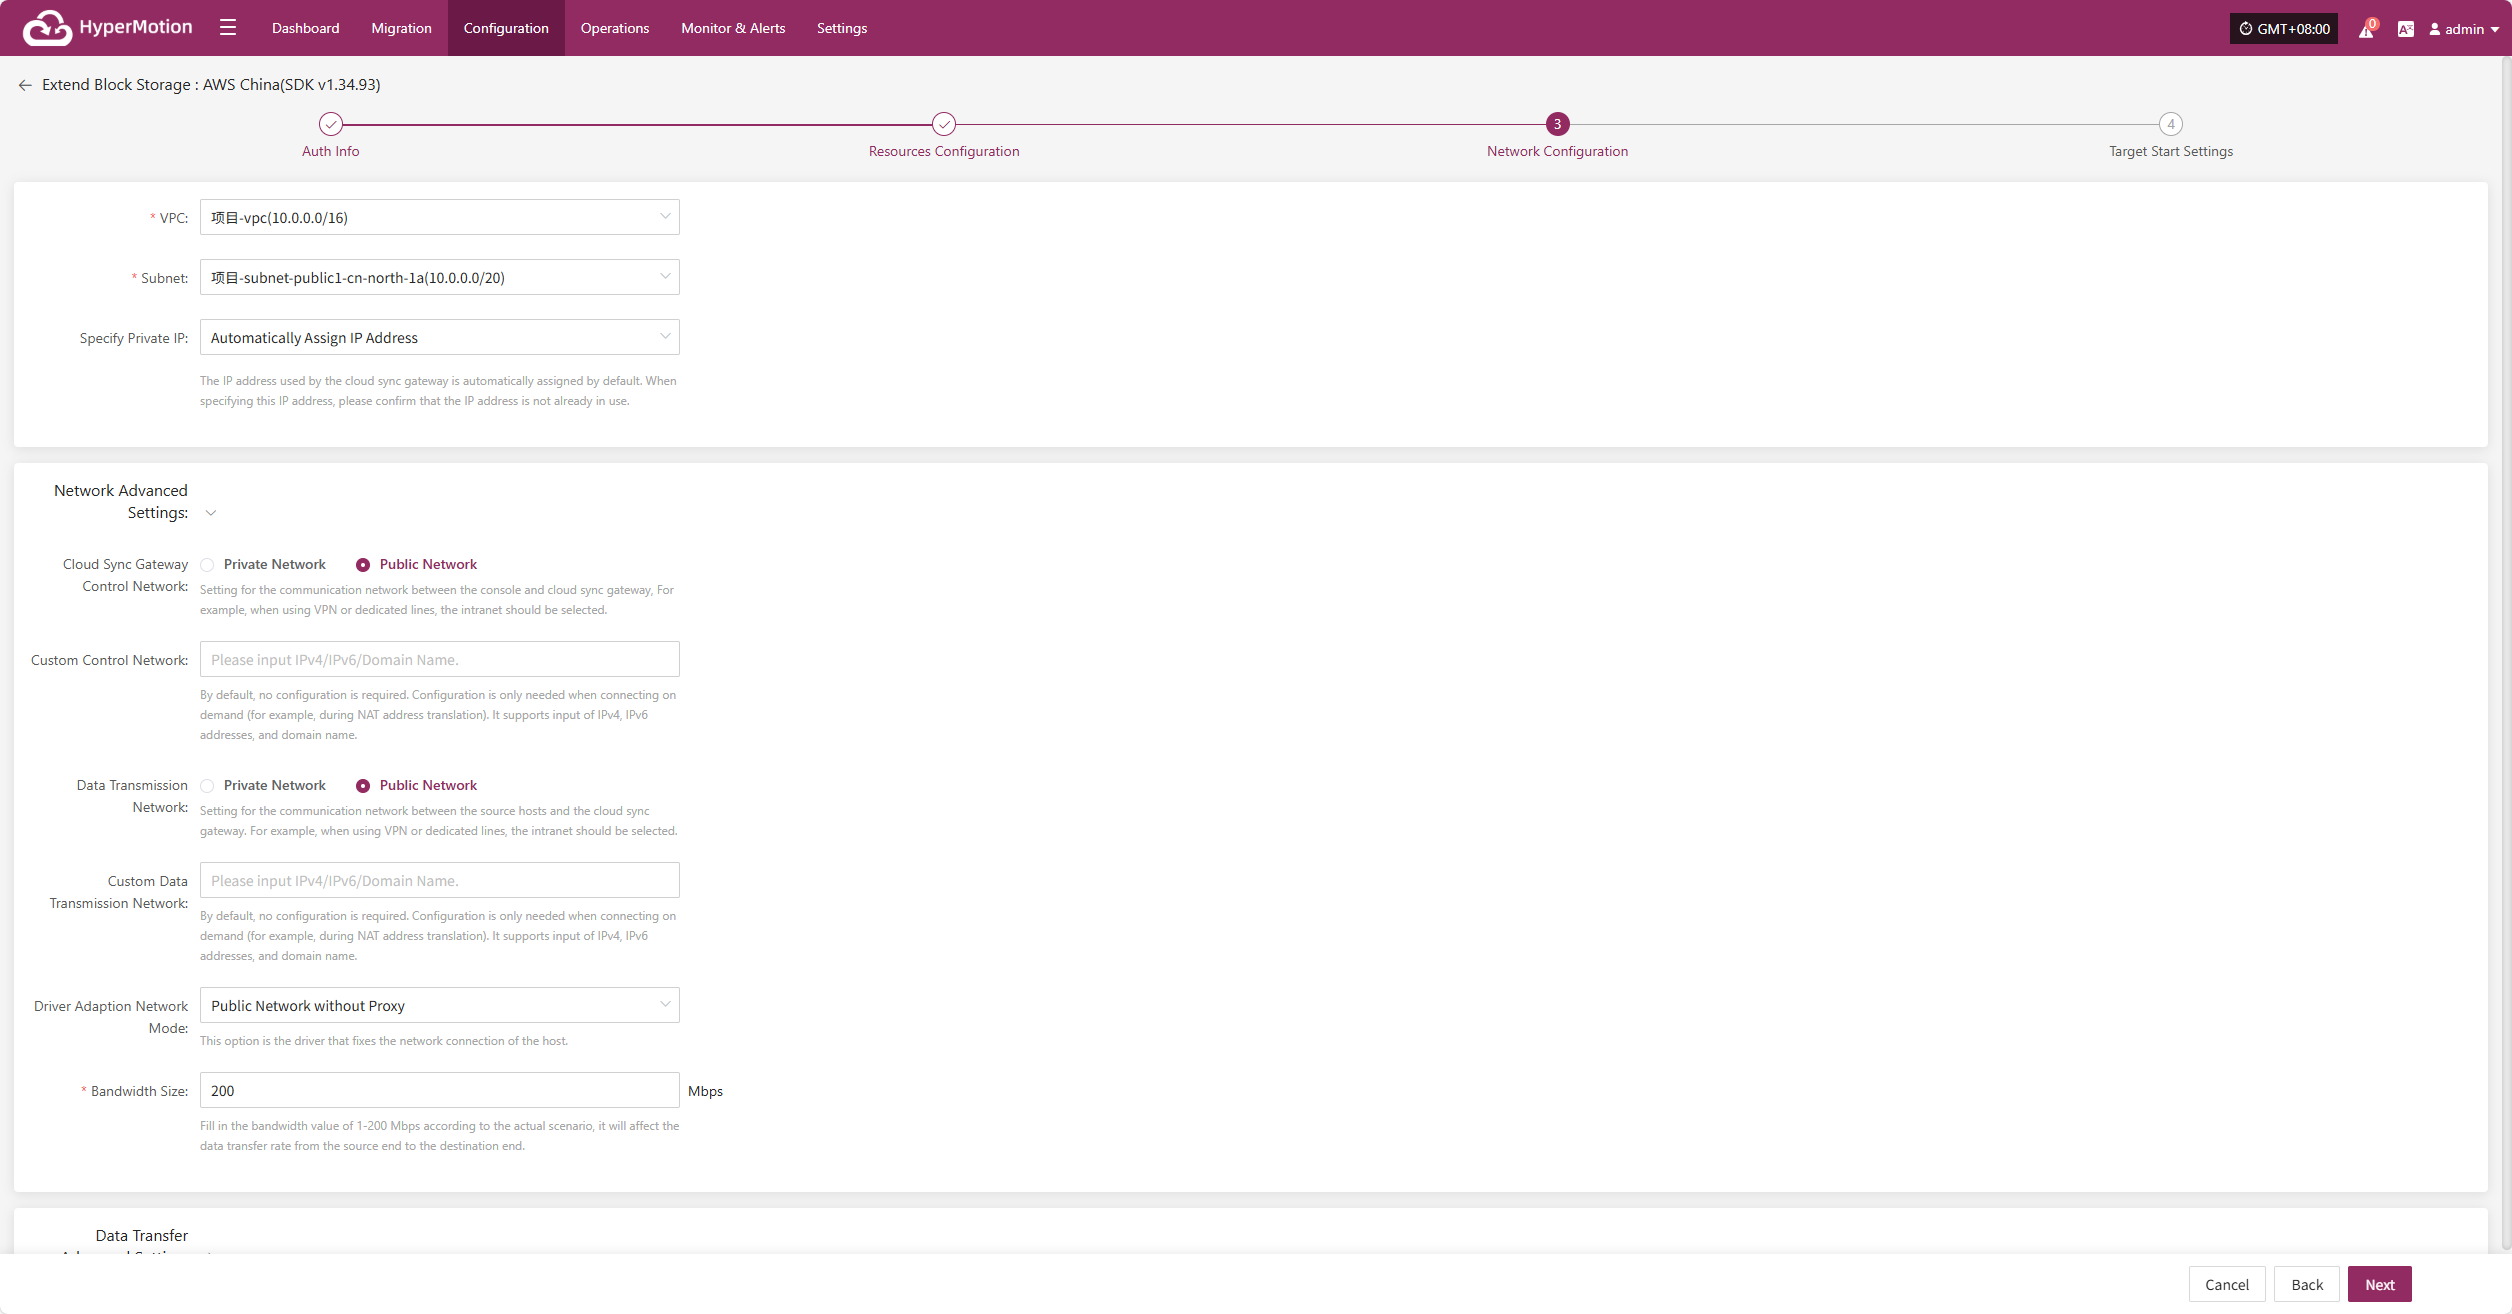 HyperMotion
Dashboard
Migration
Configuration
Operations
Monitor & Alerts
Settings
GMT+08:00
0
admin
Extend Block Storage : AWS China(SDK v1.34.93)
3
4
Auth Info
Resources Configuration
Network Configuration
Target Start Settings
* VPC:
项目-vpc(10.0.0.0/16)
* Subnet:
项目-subnet-public1-cn-north-1a(10.0.0.0/20)
Specify Private IP:
Automatically Assign IP Address
The IP address used by the cloud sync gateway is automatically assigned by default. When
specifying this IP address, please confirm that the IP address is not already in use.
Network Advanced
Settings:
Cloud Sync Gateway
Control Network:
Private Network
Public Network
Setting for the communication network between the console and cloud sync gateway, For
example, when using VPN or dedicated lines, the intranet should be selected.
Custom Control Network:
Please input IPv4/IPv6/Domain Name.
By default, no configuration is required. Configuration is only needed when connecting on
demand (for example, during NAT address translation). It supports input of IPv4, IPv6
addresses, and domain name.
Data Transmission
Network:
Private Network
Public Network
Setting for the communication network between the source hosts and the cloud sync
gateway. For example, when using VPN or dedicated lines, the intranet should be selected.
Custom Data
Transmission Network:
Please input IPv4/IPv6/Domain Name.
By default, no configuration is required. Configuration is only needed when connecting on
demand (for example, during NAT address translation). It supports input of IPv4, IPv6
addresses, and domain name.
Driver Adaption Network
Mode:
Public Network without Proxy
This option is the driver that fixes the network connection of the host.
* Bandwidth Size:
200
Mbps
Fill in the bandwidth value of 1-200 Mbps according to the actual scenario, it will affect the
data transfer rate from the source end to the destination end.
Data Transfer
Cancel
Back
Next